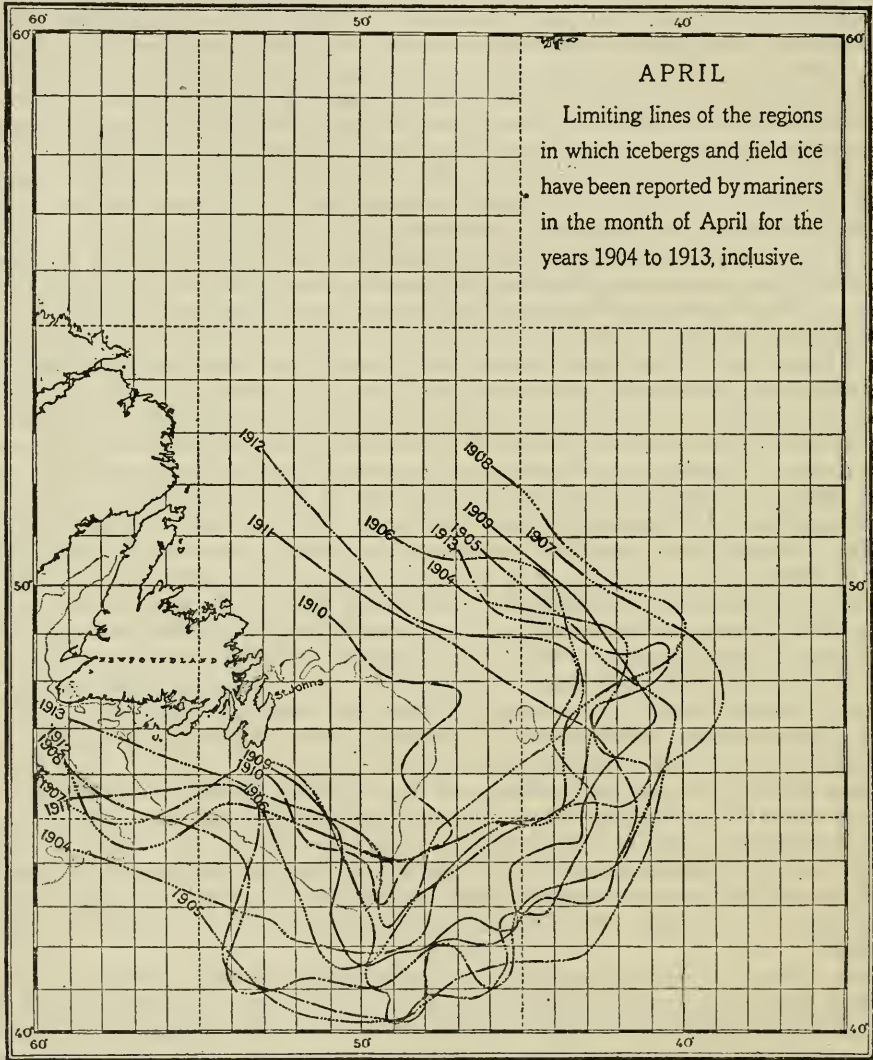 60° 50° 40°
60° 60°
APRIL
Limiting lines of the regions
in which icebergs and field ice
have been reported by mariners
in the month of April for the
years 1904 to 1913, inclusive.
1912
1908
1911
1906
1909
1913
1905
1907
1904
50° 50°
1910
NEWFOUNDLAND
St. Johns
1913
1912
1908
1909
1910
1907
1906
1911
1904
1905
40° 40°
60° 50° 40°